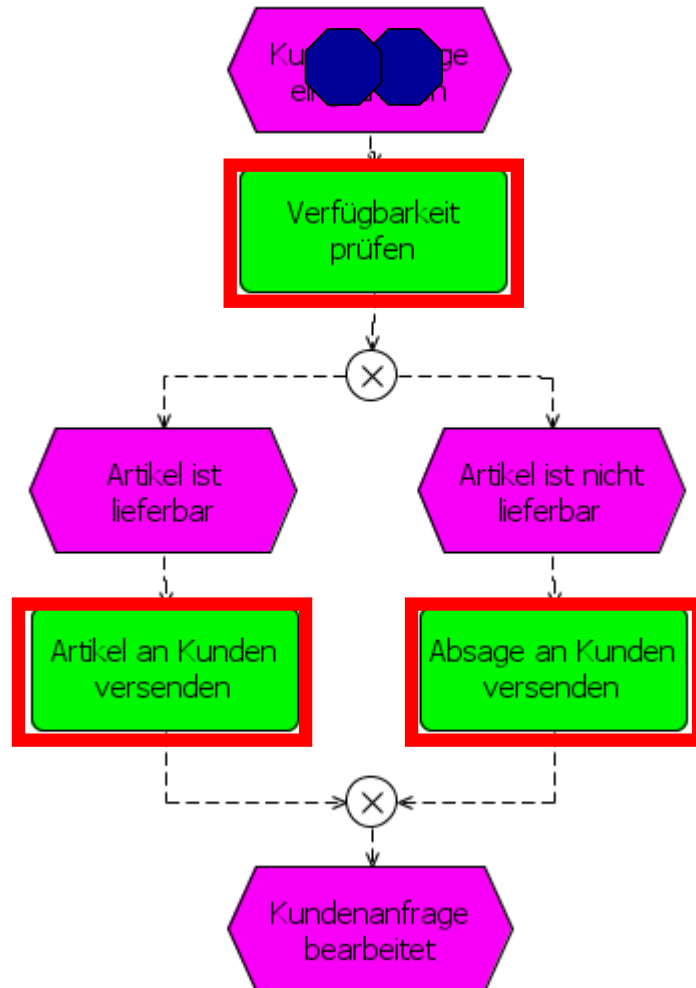 Verfügbarkeit
prüfen
Artikel ist
lieferbar
Artikel ist nicht
lieferbar
Artikel an Kunden
versenden
Absage an Kunden
versenden
Kundenanfrage
bearbeitet